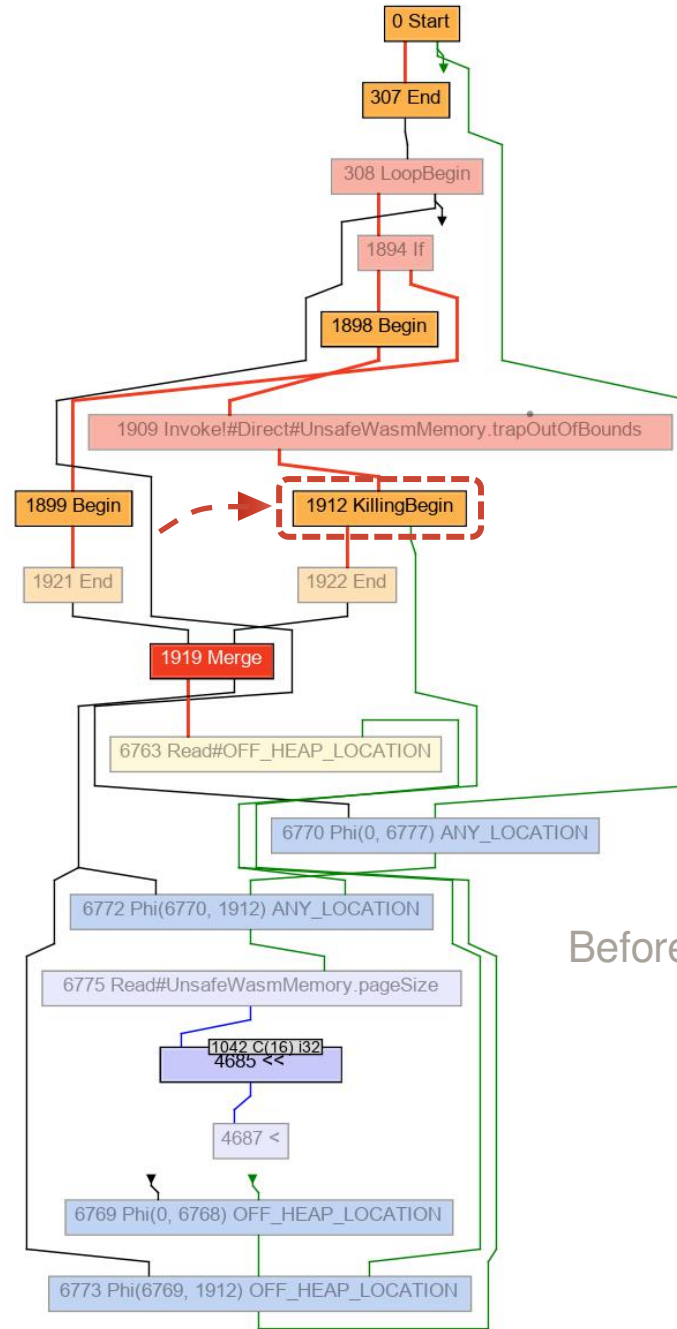 0 Start
307 End
308 LoopBegin
1894 If
1898 Begin
1909 Invoke!#Direct#UnsafeWasmMemory.trapOutOfBounds
1899 Begin
1912 KillingBegin
1921 End
1922 End
1919 Merge
6763 Read#OFF_HEAP_LOCATION
6770 Phi(0, 6777) ANY_LOCATION
6772 Phi(6770, 1912) ANY_LOCATION
Before
6775 Read#UnsafeWasmMemory.pageSize
1042 C(16) i32
4685 <<
4687 <
6769 Phi(0, 6768) OFF_HEAP_LOCATION
6773 Phi(6769, 1912) OFF_HEAP_LOCATION